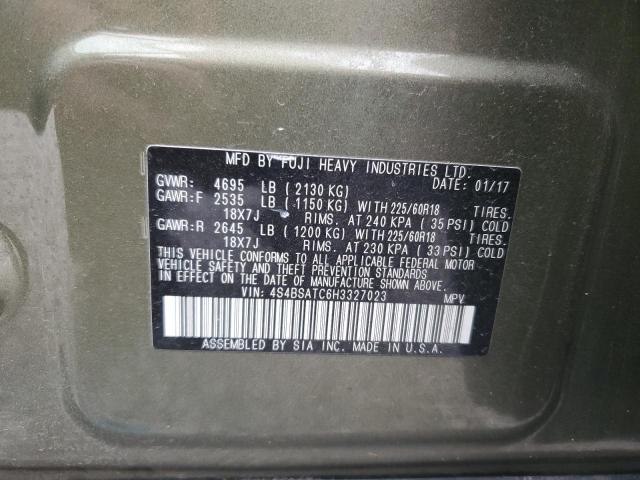 MFD BY FUJI HEAVY INDUSTRIES LTD.
GVWR: 4695 LB ( 2130 KG) DATE: 01/17
GAWR:F 2535 LB ( 1150 KG) WITH 225/60R18 TIRES.
18X7J RIMS. AT 240 KPA ( 35 PSI) COLD
GAWR:R 2645 LB ( 1200 KG) WITH 225/60R18 TIRES.
18X7J RIMS. AT 230 KPA ( 33 PSI) COLD
THIS VEHICLE CONFORMS TO ALL APPLICABLE FEDERAL MOTOR
VEHICLE SAFETY AND THEFT PREVENTION STANDARDS
IN EFFECT ON THE DATE OF MANUFACTURE SHOWN ABOVE.
VIN: 4S4BSATC6H3327023 MPV
ASSEMBLED BY SIA INC. MADE IN U.S.A.